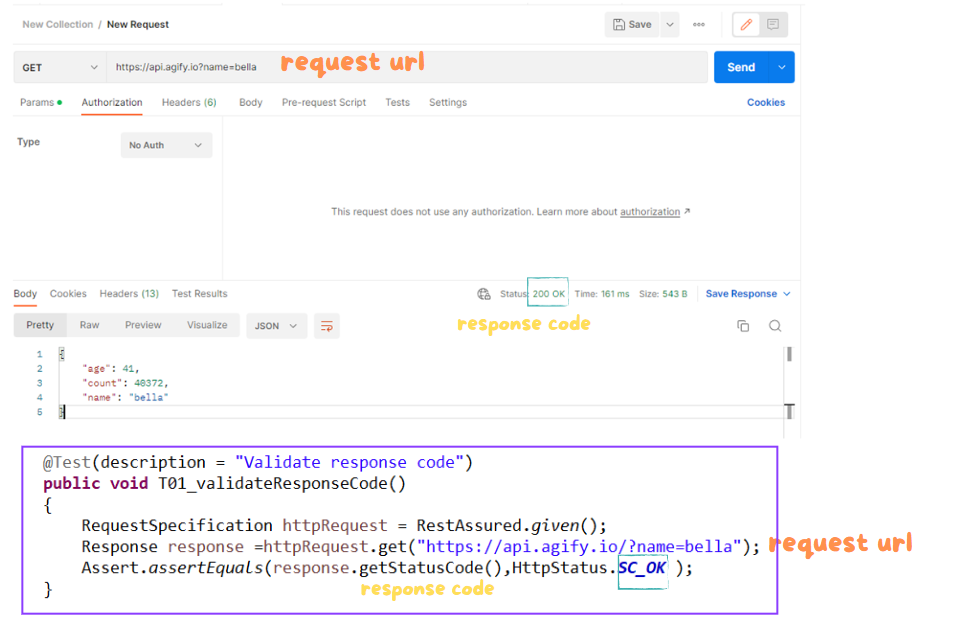 New Collection / New Request
Save
GET
https://api.agify.io?name=bella
request url
Send
Params
Authorization
Headers (6)
Body
Pre-request Script
Tests
Settings
Cookies
Type
No Auth
This request does not use any authorization. Learn more about authorization ↗
Body
Cookies
Headers (13)
Test Results
Status: 200 OK
Time: 161 ms
Size: 543 B
Save Response
response code
Pretty
Raw
Preview
Visualize
JSON
1 {
2 "age": 41,
3 "count": 40372,
4 "name": "bella"
5 }
@Test(description = "Validate response code")
public void T01_validateResponseCode()
{
RequestSpecification httpRequest = RestAssured.given();
Response response =httpRequest.get("https://api.agify.io/?name=bella");
request url
Assert.assertEquals(response.getStatusCode(),HttpStatus.SC_OK );
response code
}